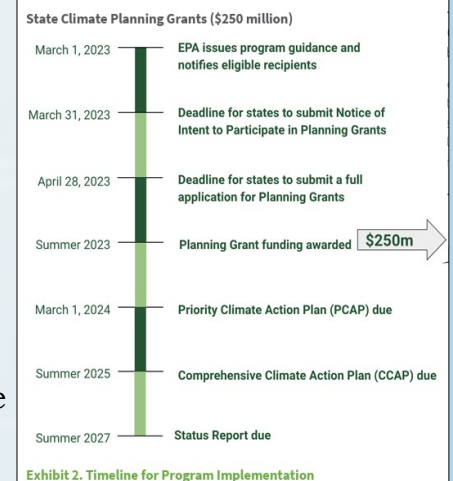 State Climate Planning Grants ($250 million)
March 1, 2023
EPA issues program guidance and
notifies eligible recipients
March 31, 2023
Deadline for states to submit Notice of
Intent to Participate in Planning Grants
April 28, 2023
Deadline for states to submit a full
application for Planning Grants
Summer 2023
Planning Grant funding awarded
$250m
March 1, 2024
Priority Climate Action Plan (PCAP) due
Summer 2025
Comprehensive Climate Action Plan (CCAP) due
e
Summer 2027
Status Report due
Exhibit 2. Timeline for Program Implementation